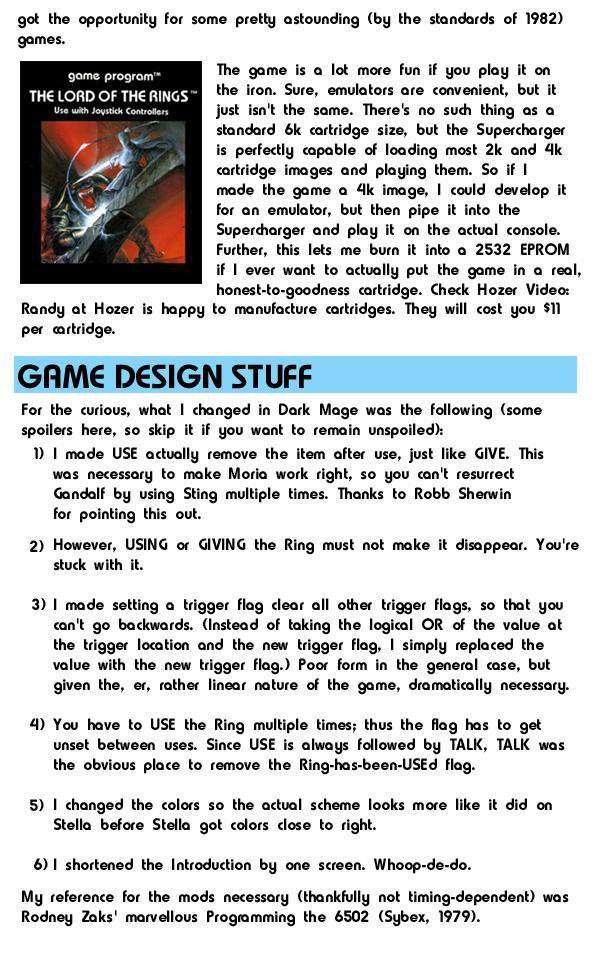 got the opportunity for some pretty astounding (by the standards of 1982)
games.
game program™
THE LORD OF THE RINGS™
Use with Joystick Controllers
The game is a lot more fun if you play it on
the iron. Sure, emulators are convenient, but it
just isn't the same. There's no such thing as a
standard 6k cartridge size, but the Supercharger
is perfectly capable of loading most 2k and 4k
cartridge images and playing them. So if I
made the game a 4k image, I could develop it
for an emulator, but then pipe it into the
Supercharger and play it on the actual console.
Further, this lets me burn it into a 2532 EPROM
if I ever want to actually put the game in a real,
honest-to-goodness cartridge. Check Hozer Video:
Randy at Hozer is happy to manufacture cartridges. They will cost you $11
per cartridge.
GAME DESIGN STUFF
For the curious, what I changed in Dark Mage was the following (some
spoilers here, so skip it if you want to remain unspoiled):
1) I made USE actually remove the item after use, just like GIVE. This
was necessary to make Moria work right, so you can't resurrect
Gandalf by using Sting multiple times. Thanks to Robb Sherwin
for pointing this out.
2) However, USING or GIVING the Ring must not make it disappear. You're
stuck with it.
3) I made setting a trigger flag clear all other trigger flags, so that you
can't go backwards. (Instead of taking the logical OR of the value at
the trigger location and the new trigger flag, I simply replaced the
value with the new trigger flag.) Poor form in the general case, but
given the, er, rather linear nature of the game, dramatically necessary.
4) You have to USE the Ring multiple times; thus the flag has to get
unset between uses. Since USE is always followed by TALK, TALK was
the obvious place to remove the Ring-has-been-USEd flag.
5) I changed the colors so the actual scheme looks more like it did on
Stella before Stella got colors close to right.
6) I shortened the Introduction by one screen. Whoop-de-do.
My reference for the mods necessary (thankfully not timing-dependent) was
Rodney Zaks' marvellous Programming the 6502 (Sybex, 1979).